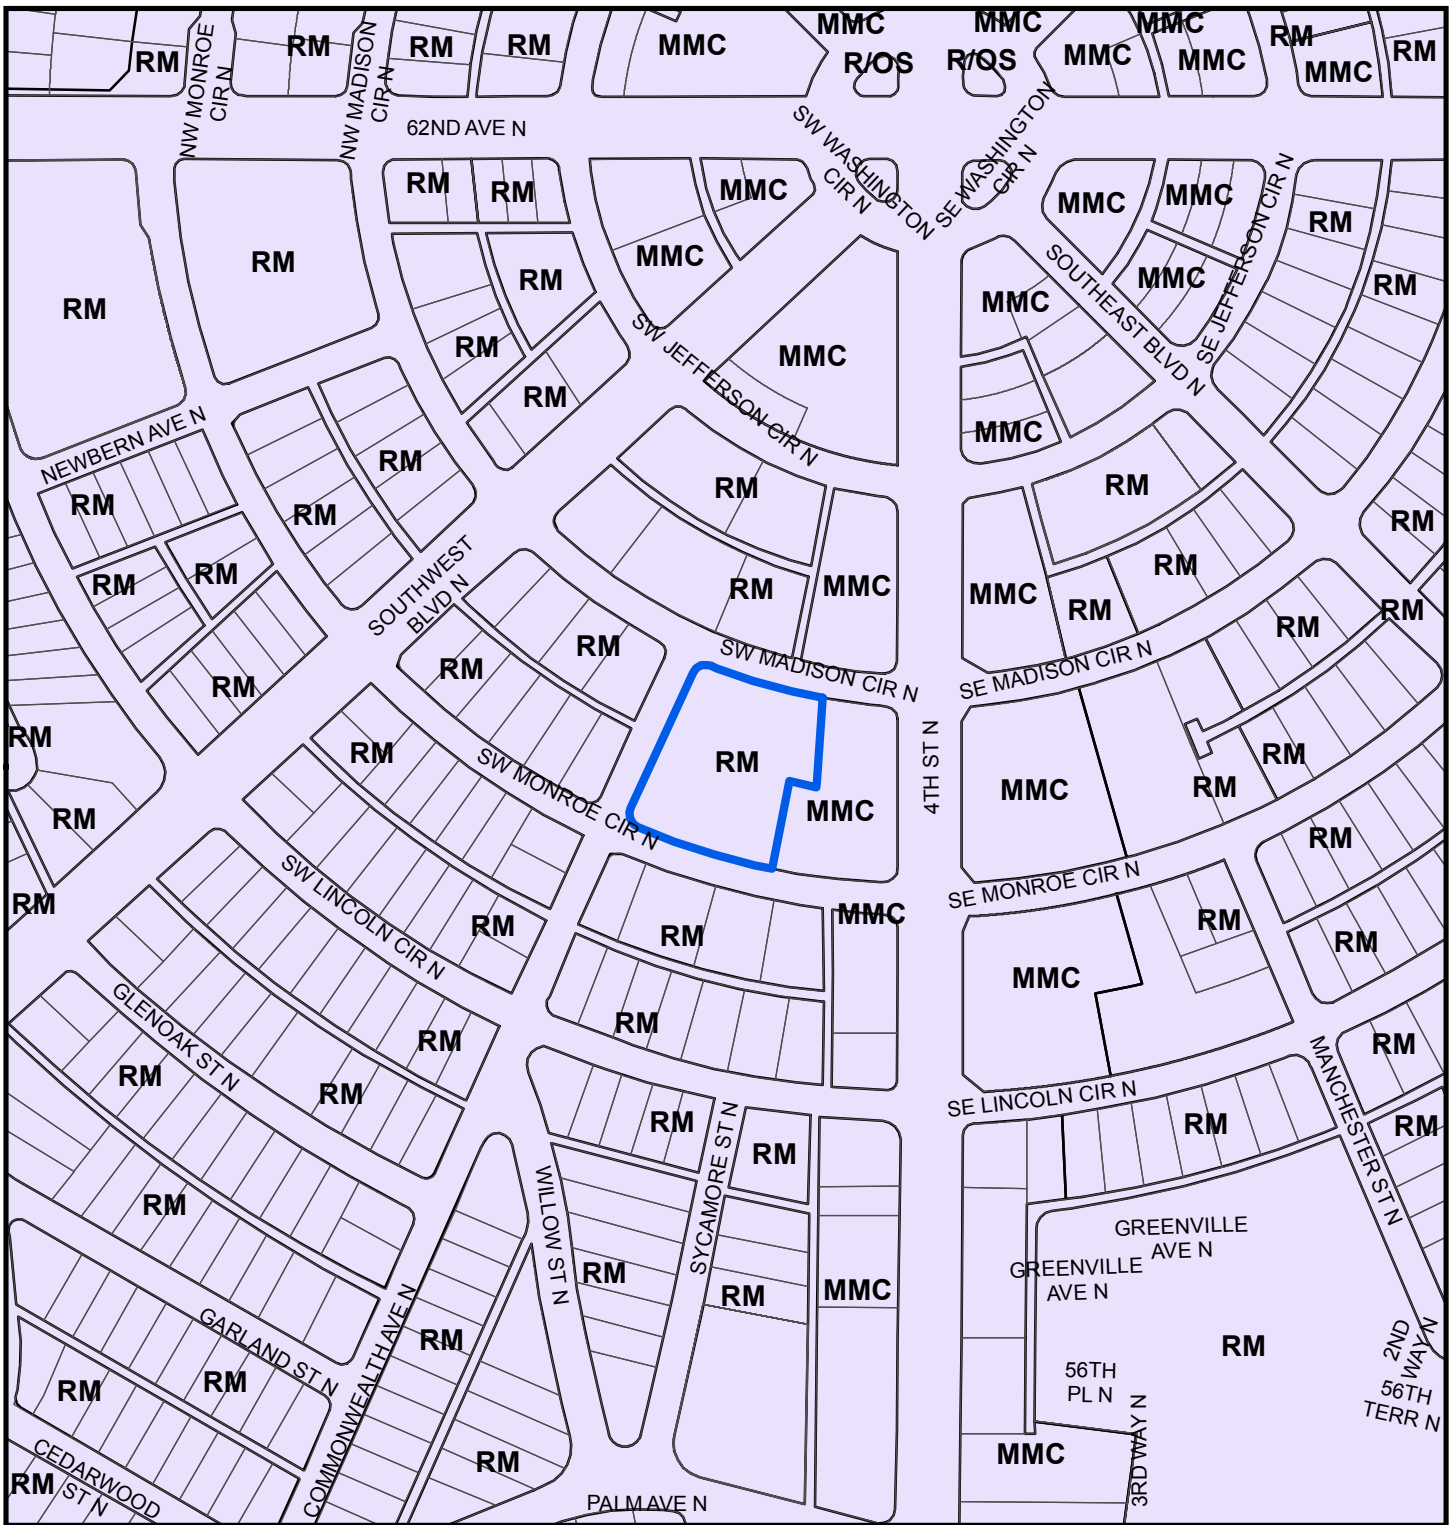 MMC
MMC
MMC
RM
RM
RM
RM
RM
MMC
R/OS
R/OS
MMC
MMC
RM
MMC
RM
NW MONROE
CIR N
NW MADISON
CIR N
62ND AVE N
SW WASHINGTON
CIR N
SE WASHINGTON
CIR N
RM
RM
MMC
MMC
MMC
RM
SE JEFFERSON CIR N
RM
RM
RM
MMC
MMC
RM
SOUTHEAST BLVD N
MMC
RM
RM
SW JEFFERSON CIR N
MMC
RM
MMC
NEWBERN AVE N
RM
RM
RM
RM
RM
RM
RM
RM
RM
SOUTHWEST
BLVD N
RM
MMC
MMC
RM
RM
RM
RM
RM
RM
RM
RM
SW MADISON CIR N
SE MADISON CIR N
RM
RM
SW MONROE CIR N
RM
MMC
4TH ST N
MMC
RM
RM
RM
RM
SW LINCOLN CIR N
SE MONROE CIR N
RM
RM
RM
MMC
RM
RM
MMC
RM
GLENOAK ST N
RM
RM
RM
RM
MANCHESTER ST N
RM
SE LINCOLN CIR N
RM
RM
RM
RM
SYCAMORE ST N
WILLOW ST N
RM
GREENVILLE
AVE N
GREENVILLE
AVE N
RM
RM
MMC
GARLAND ST N
COMMONWEALTH AVE N
RM
RM
2ND
WAY N
RM
RM
56TH
PL N
56TH
TERR N
3RD WAY N
CEDARWOOD
ST N
RM
RM
MMC
PALM AVE N